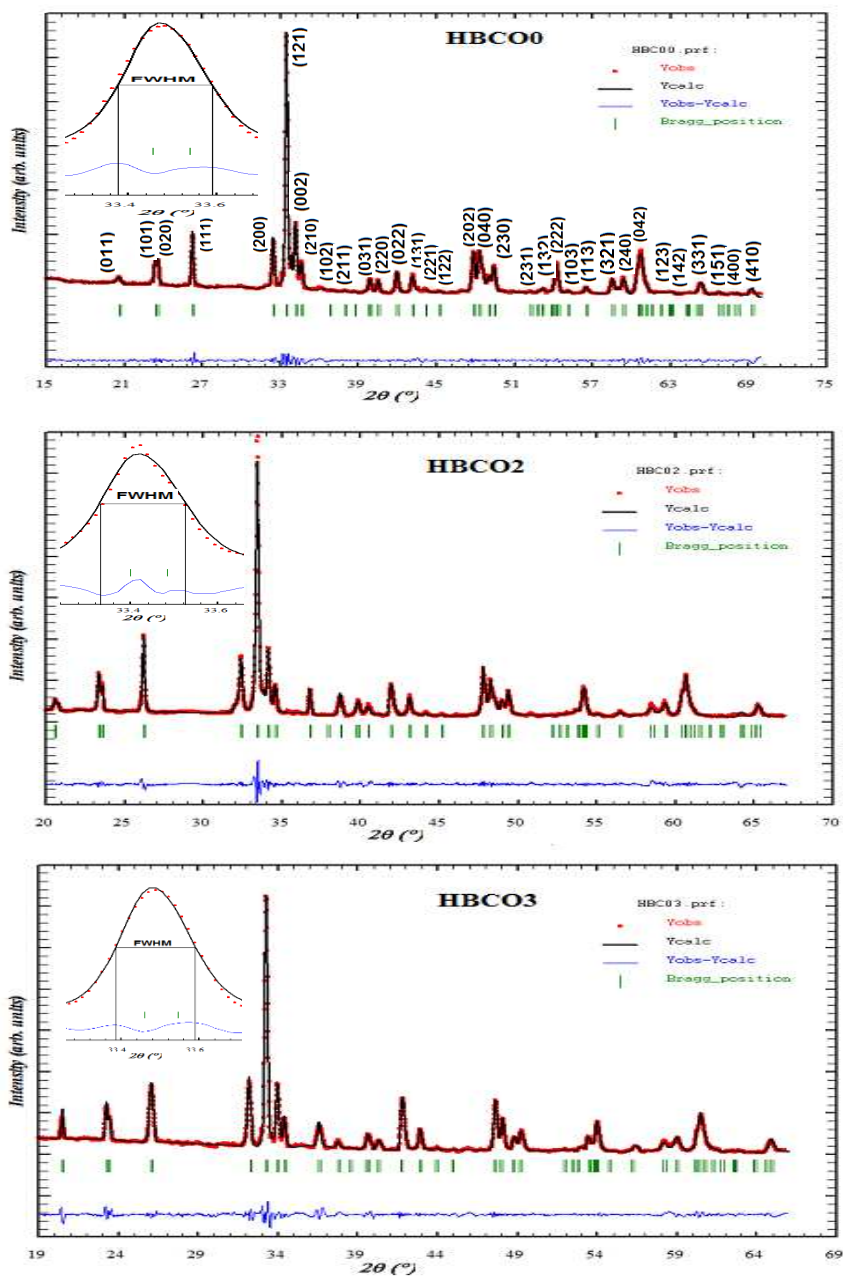 HBCO0
HBC00.prf:
Yobs
Ycalc
Yobs-Ycalc
Bragg_position
FWHM
33.4 33.6
2θ (°)
Intensity (arb. units)
(011) (101) (020) (111) (200) (121) (002) (210) (102) (211) (031) (220) (022) (131) (221) (122) (202) (040) (230) (231) (132) (222) (103) (113) (321) (240) (042) (123) (142) (331) (151) (400) (410)
15 21 27 33 39 45 51 57 63 69 75
2θ (°)
HBCO2
HBC02.prf:
Yobs
Ycalc
Yobs-Ycalc
Bragg_position
FWHM
33.4 33.6
2θ (°)
Intensity (arb. units)
20 25 30 35 40 45 50 55 60 65 70
2θ (°)
HBCO3
HBC03.prf:
Yobs
Ycalc
Yobs-Ycalc
Bragg_position
FWHM
33.4 33.6
2θ (°)
Intensity (arb. units)
19 24 29 34 39 44 49 54 59 64 69
2θ (°)